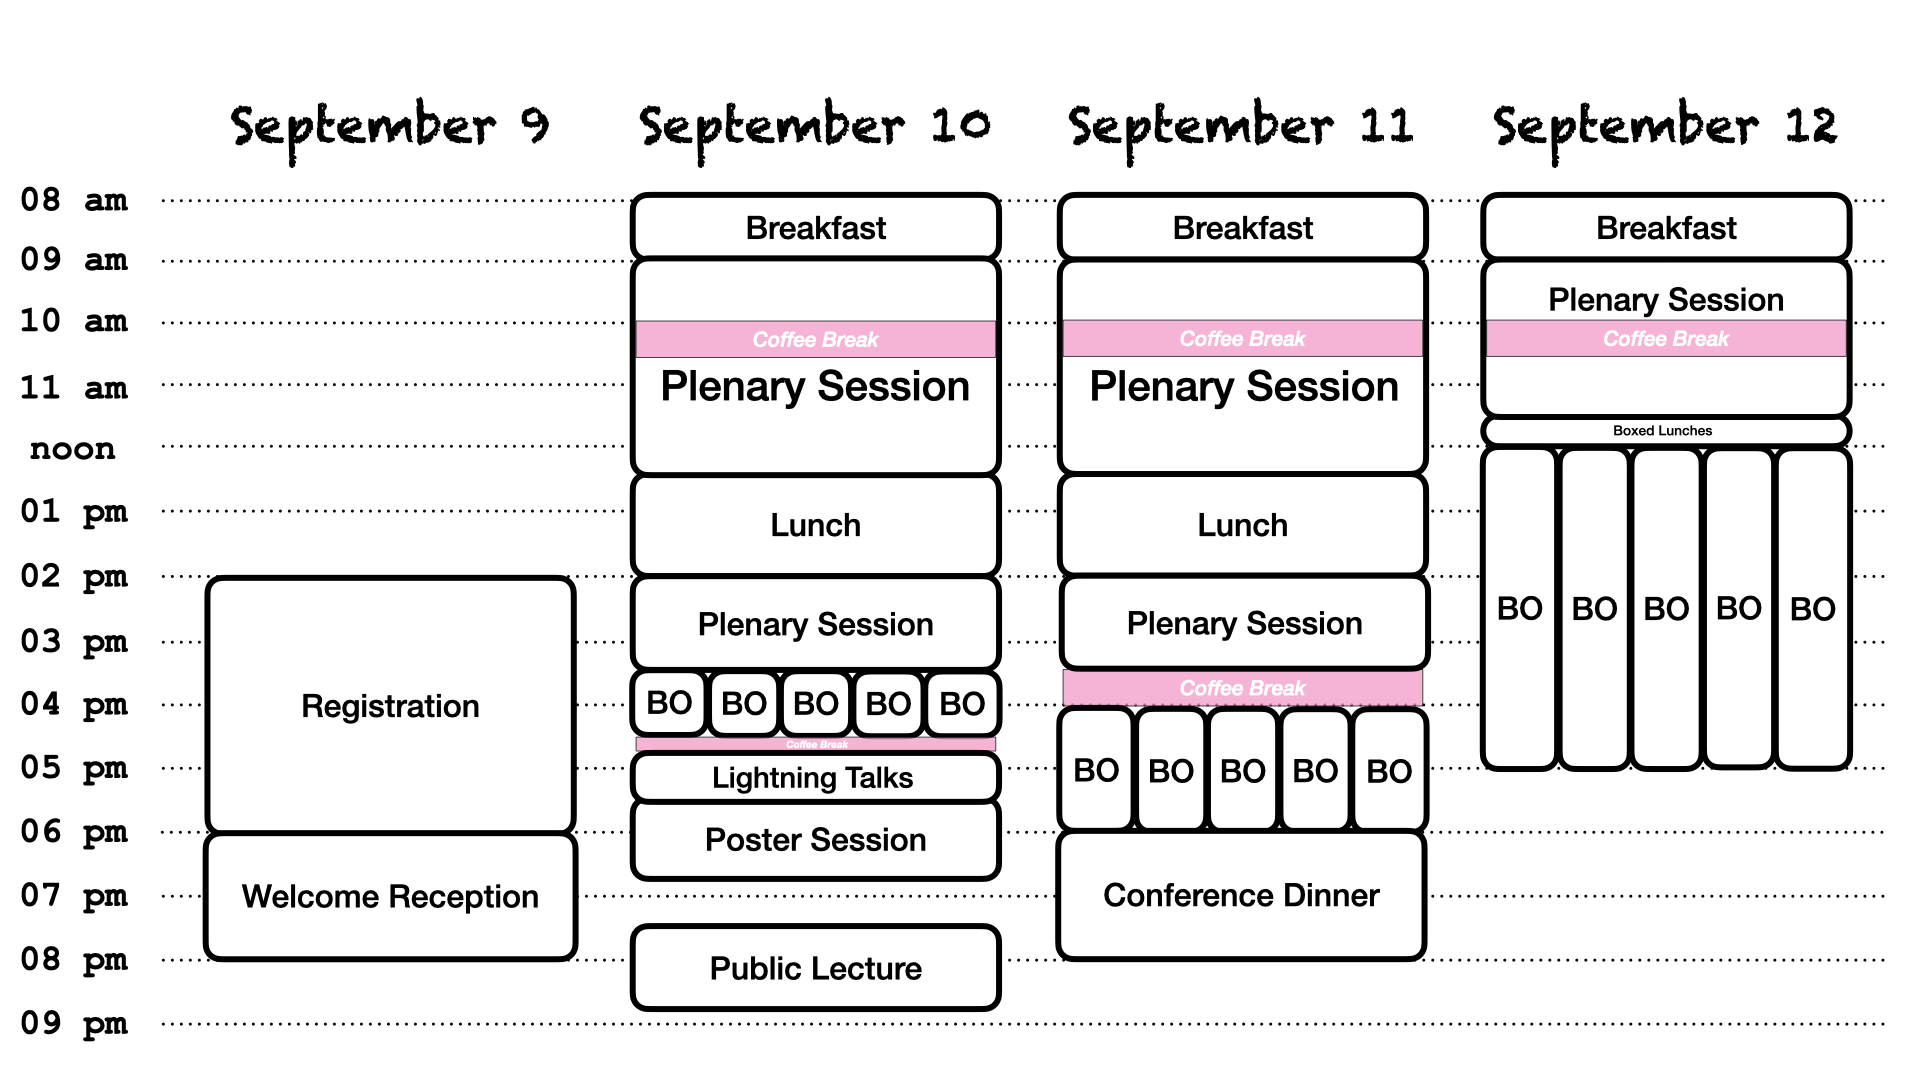 September 9
September 10
September 11
September 12
08 am
09 am
10 am
11 am
noon
01 pm
02 pm
03 pm
04 pm
05 pm
06 pm
07 pm
08 pm
09 pm
Registration
Welcome Reception
Breakfast
Coffee Break
Plenary Session
Lunch
Plenary Session
BO BO BO BO BO
Coffee Break
Lightning Talks
Poster Session
Public Lecture
Breakfast
Coffee Break
Plenary Session
Lunch
Plenary Session
Coffee Break
BO BO BO BO BO
Conference Dinner
Breakfast
Plenary Session
Coffee Break
Boxed Lunches
BO BO BO BO BO